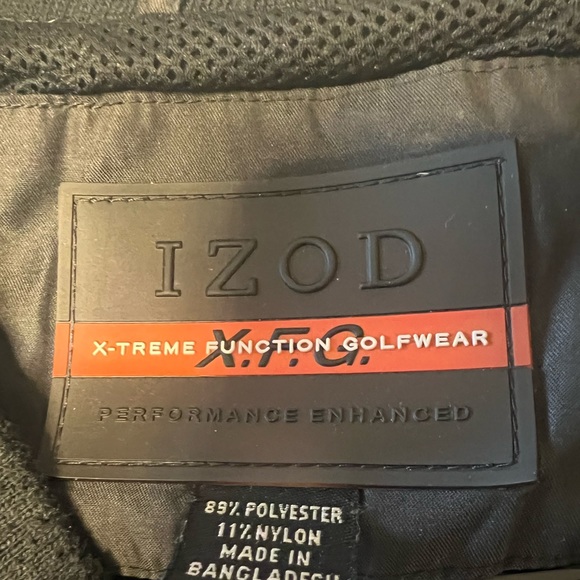 IZOD
X.F.G.
X-TREME FUNCTION GOLFWEAR
PERFORMANCE ENHANCED
89% POLYESTER
11% NYLON
MADE IN
BANGLADESH